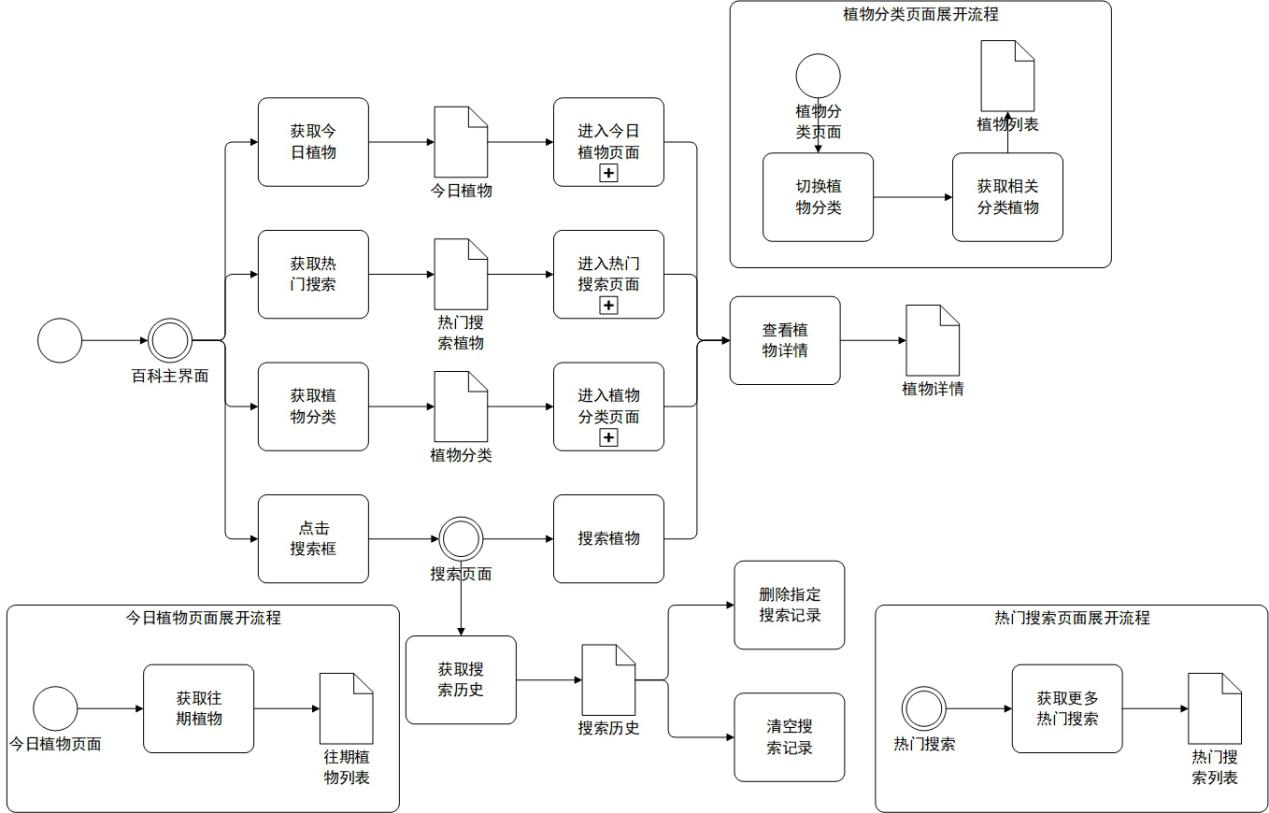 植物分类页面展开流程
植物分
类页面
植物列表
切换植
物分类
获取相关
分类植物
获取今
日植物
今日植物
进入今日
植物页面
获取热
门搜索
热门搜
索植物
进入热门
搜索页面
百科主界面
查看植
物详情
植物详情
获取植
物分类
植物分类
进入植物
分类页面
点击
搜索框
搜索页面
搜索植物
今日植物页面展开流程
今日植物页面
获取往
期植物
往期植
物列表
获取搜
索历史
搜索历史
删除指定
搜索记录
清空搜
索记录
热门搜索页面展开流程
热门搜索
获取更多
热门搜索
热门搜
索列表